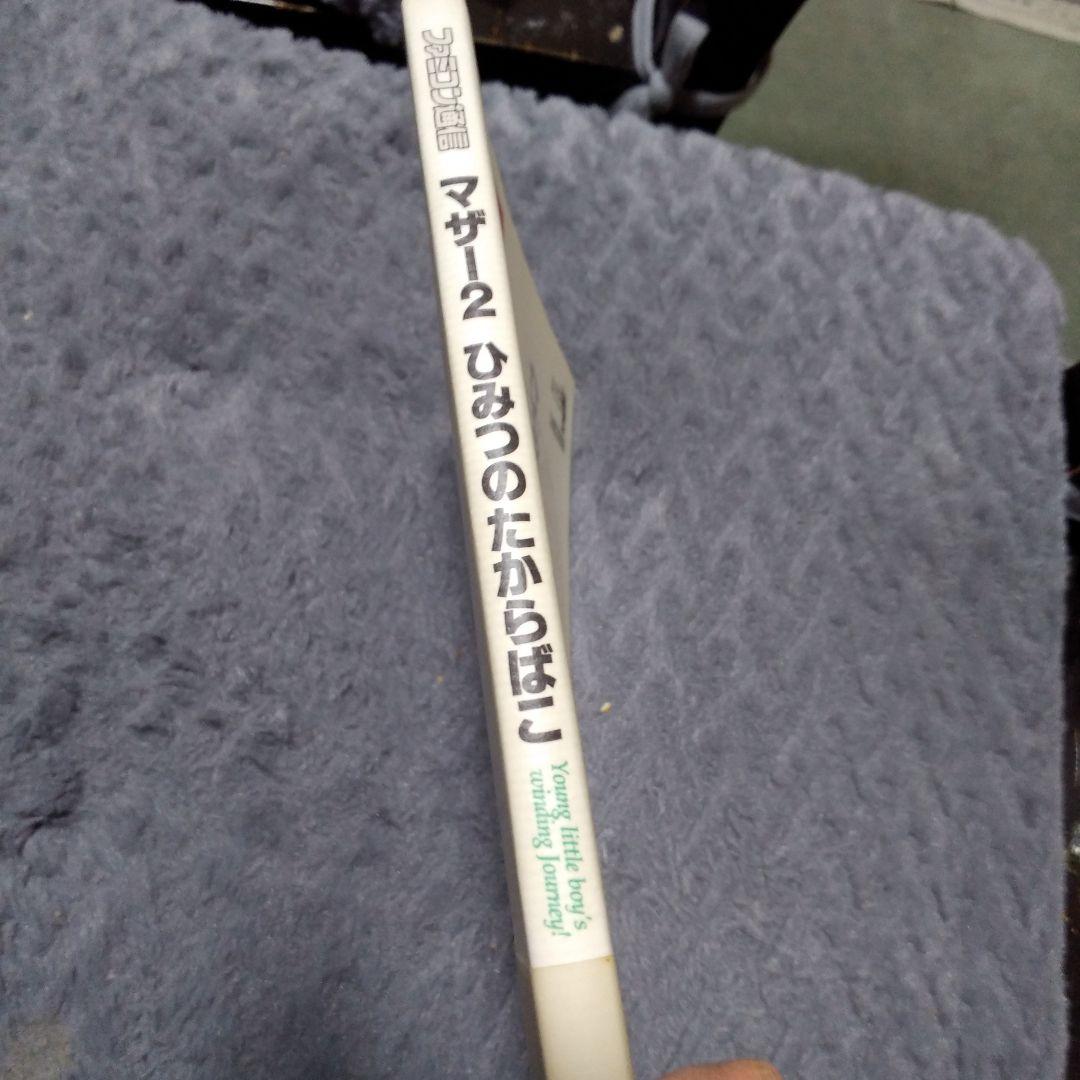 ファミコン通信
マザー2 ひみつのたからばこ
Young little boy's
winding Journey!